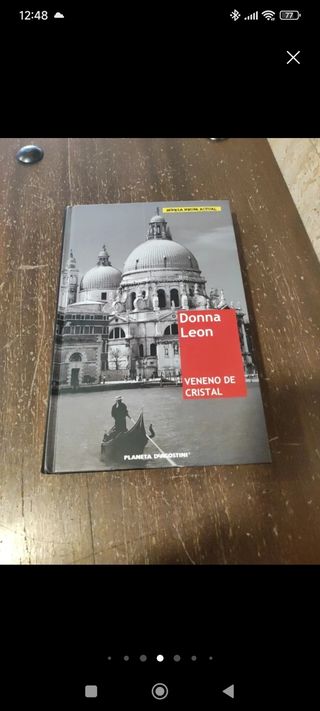 12:48
77
NOVELA NEGRA ACTUAL
Donna
Leon
VENENO DE
CRISTAL
PLANETA DEAGOSTINI